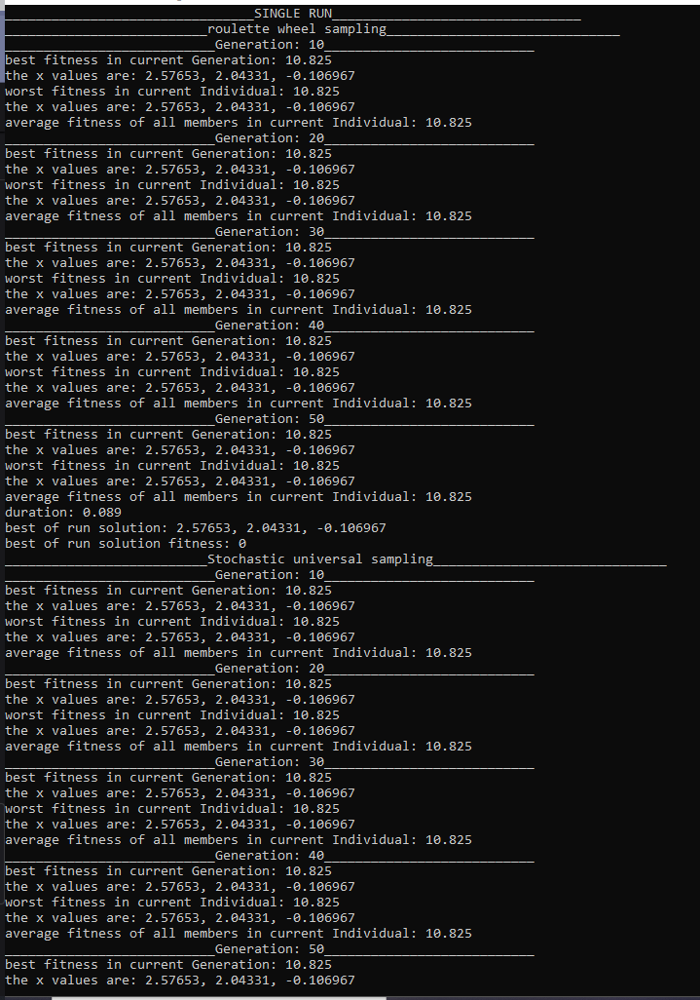 ________________________________SINGLE RUN________________________________
__________________________roulette wheel sampling______________________________
___________________________Generation: 10___________________________
best fitness in current Generation: 10.825
the x values are: 2.57653, 2.04331, -0.106967
worst fitness in current Individual: 10.825
the x values are: 2.57653, 2.04331, -0.106967
average fitness of all members in current Individual: 10.825
___________________________Generation: 20___________________________
best fitness in current Generation: 10.825
the x values are: 2.57653, 2.04331, -0.106967
worst fitness in current Individual: 10.825
the x values are: 2.57653, 2.04331, -0.106967
average fitness of all members in current Individual: 10.825
___________________________Generation: 30___________________________
best fitness in current Generation: 10.825
the x values are: 2.57653, 2.04331, -0.106967
worst fitness in current Individual: 10.825
the x values are: 2.57653, 2.04331, -0.106967
average fitness of all members in current Individual: 10.825
___________________________Generation: 40___________________________
best fitness in current Generation: 10.825
the x values are: 2.57653, 2.04331, -0.106967
worst fitness in current Individual: 10.825
the x values are: 2.57653, 2.04331, -0.106967
average fitness of all members in current Individual: 10.825
___________________________Generation: 50___________________________
best fitness in current Generation: 10.825
the x values are: 2.57653, 2.04331, -0.106967
worst fitness in current Individual: 10.825
the x values are: 2.57653, 2.04331, -0.106967
average fitness of all members in current Individual: 10.825
duration: 0.089
best of run solution: 2.57653, 2.04331, -0.106967
best of run solution fitness: 0
__________________________Stochastic universal sampling______________________________
___________________________Generation: 10___________________________
best fitness in current Generation: 10.825
the x values are: 2.57653, 2.04331, -0.106967
worst fitness in current Individual: 10.825
the x values are: 2.57653, 2.04331, -0.106967
average fitness of all members in current Individual: 10.825
___________________________Generation: 20___________________________
best fitness in current Generation: 10.825
the x values are: 2.57653, 2.04331, -0.106967
worst fitness in current Individual: 10.825
the x values are: 2.57653, 2.04331, -0.106967
average fitness of all members in current Individual: 10.825
___________________________Generation: 30___________________________
best fitness in current Generation: 10.825
the x values are: 2.57653, 2.04331, -0.106967
worst fitness in current Individual: 10.825
the x values are: 2.57653, 2.04331, -0.106967
average fitness of all members in current Individual: 10.825
___________________________Generation: 40___________________________
best fitness in current Generation: 10.825
the x values are: 2.57653, 2.04331, -0.106967
worst fitness in current Individual: 10.825
the x values are: 2.57653, 2.04331, -0.106967
average fitness of all members in current Individual: 10.825
___________________________Generation: 50___________________________
best fitness in current Generation: 10.825
the x values are: 2.57653, 2.04331, -0.106967